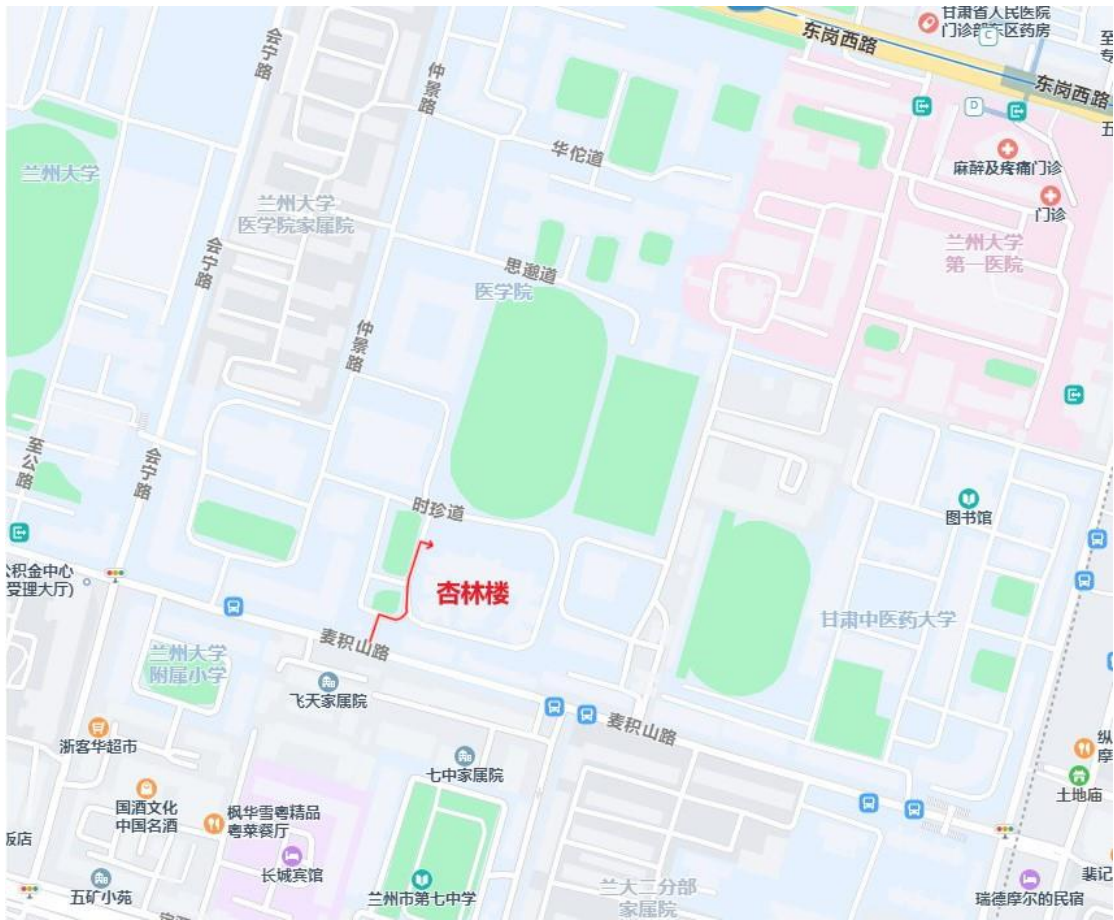 甘肃省人民医院
门诊部东区药房
东岗西路
C
至
专
东岗西路
D
五
会宁路
仲景路
华佗道
麻醉及疼痛门诊
门诊
兰州大学
兰州大学
医学院家属院
兰州大学
第一医院
会宁路
思邈道
医学院
仲景路
至公路
会宁路
时珍道
图书馆
公积金中心
受理大厅)
杏林楼
麦积山路
甘肃中医药大学
兰州大学
附属小学
飞天家属院
麦积山路
浙客华超市
七中家属院
纵
摩
土地庙
国酒文化
中国名酒
枫华雪粤精品
粤菜餐厅
饭店
长城宾馆
五矿小苑
兰州市第七中学
兰大二分部
家属院
裴记
瑞德摩尔的民宿